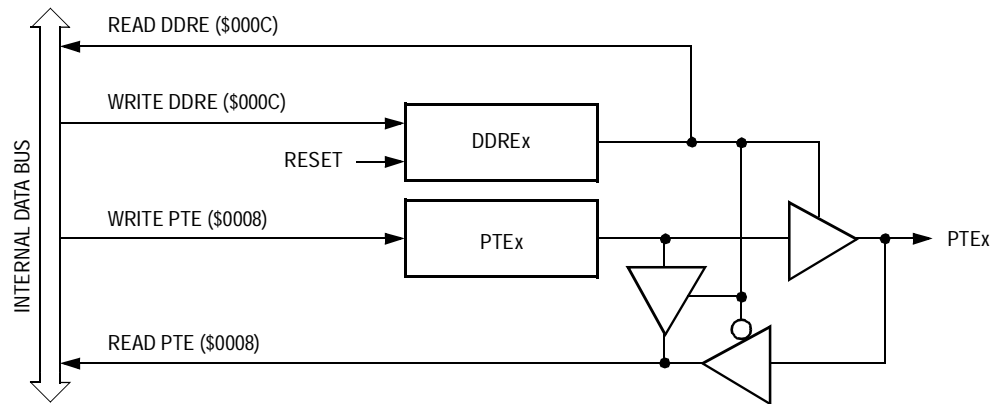 READ DDRE ($000C)
WRITE DDRE ($000C)
DDREx
RESET
INTERNAL DATA BUS
WRITE PTE ($0008)
PTEx
PTEx
READ PTE ($0008)